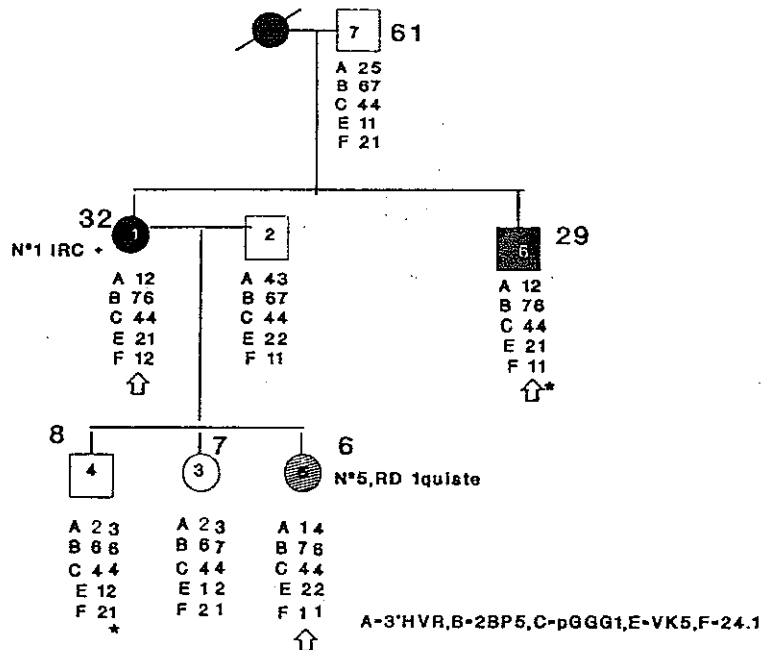 7 61
A 25
B 67
C 44
E 11
F 21
32 1 2 6 29
N°1 IRC +
A 12
B 76
C 44
E 21
F 12
A 43
B 67
C 44
E 22
F 11
A 12
B 76
C 44
E 21
F 11
*
8 7 6
4 3 N°5,RD 1quiste
A 23
B 66
C 44
E 12
F 21
*
A 23
B 67
C 44
E 12
F 21
A 14
B 76
C 44
E 22
F 11
A-3'HVR,B-2BP5,C-pGGG1,E-VK5,F-24.1